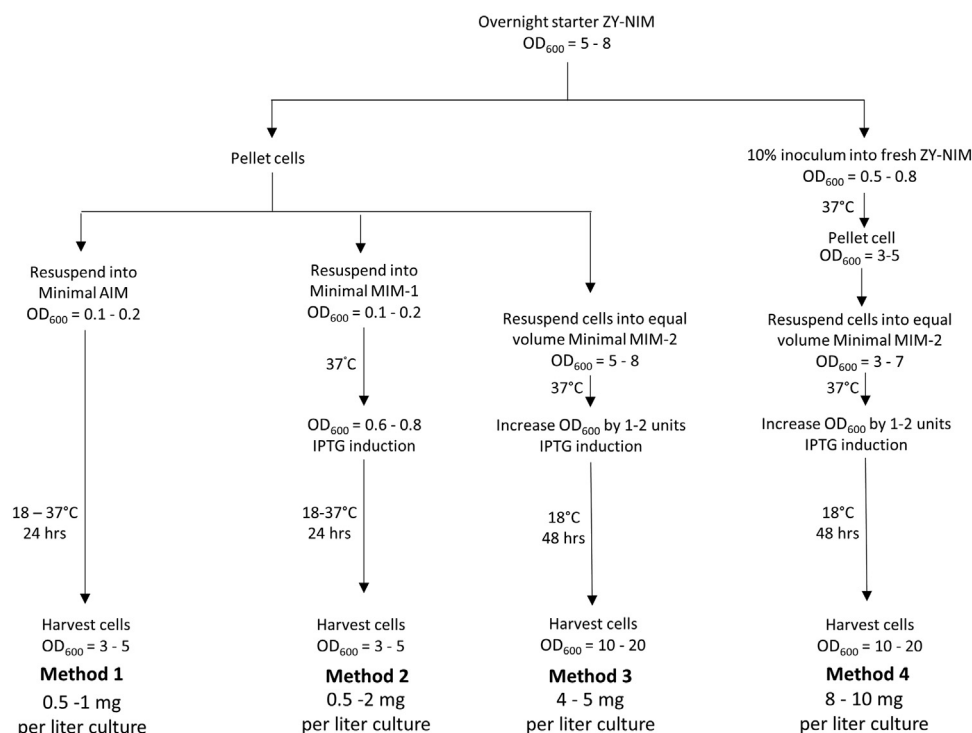 Overnight starter ZY-NIM
OD600 = 5 - 8
Pellet cells
10% inoculum into fresh ZY-NIM
OD600 = 0.5 - 0.8
37°C
Pellet cell
OD600 = 3-5
Resuspend into
Minimal AIM
OD600 = 0.1 - 0.2
18 – 37°C
24 hrs
Harvest cells
OD600 = 3 - 5
Method 1
0.5 -1 mg
per liter culture
Resuspend into
Minimal MIM-1
OD600 = 0.1 - 0.2
37°C
OD600 = 0.6 - 0.8
IPTG induction
18-37°C
24 hrs
Harvest cells
OD600 = 3 - 5
Method 2
0.5 -2 mg
per liter culture
Resuspend cells into equal
volume Minimal MIM-2
OD600 = 5 - 8
37°C
Increase OD600 by 1-2 units
IPTG induction
18°C
48 hrs
Harvest cells
OD600 = 10 - 20
Method 3
4 - 5 mg
per liter culture
Resuspend cells into equal
volume Minimal MIM-2
OD600 = 3 - 7
37°C
Increase OD600 by 1-2 units
IPTG induction
18°C
48 hrs
Harvest cells
OD600 = 10 - 20
Method 4
8 - 10 mg
per liter culture